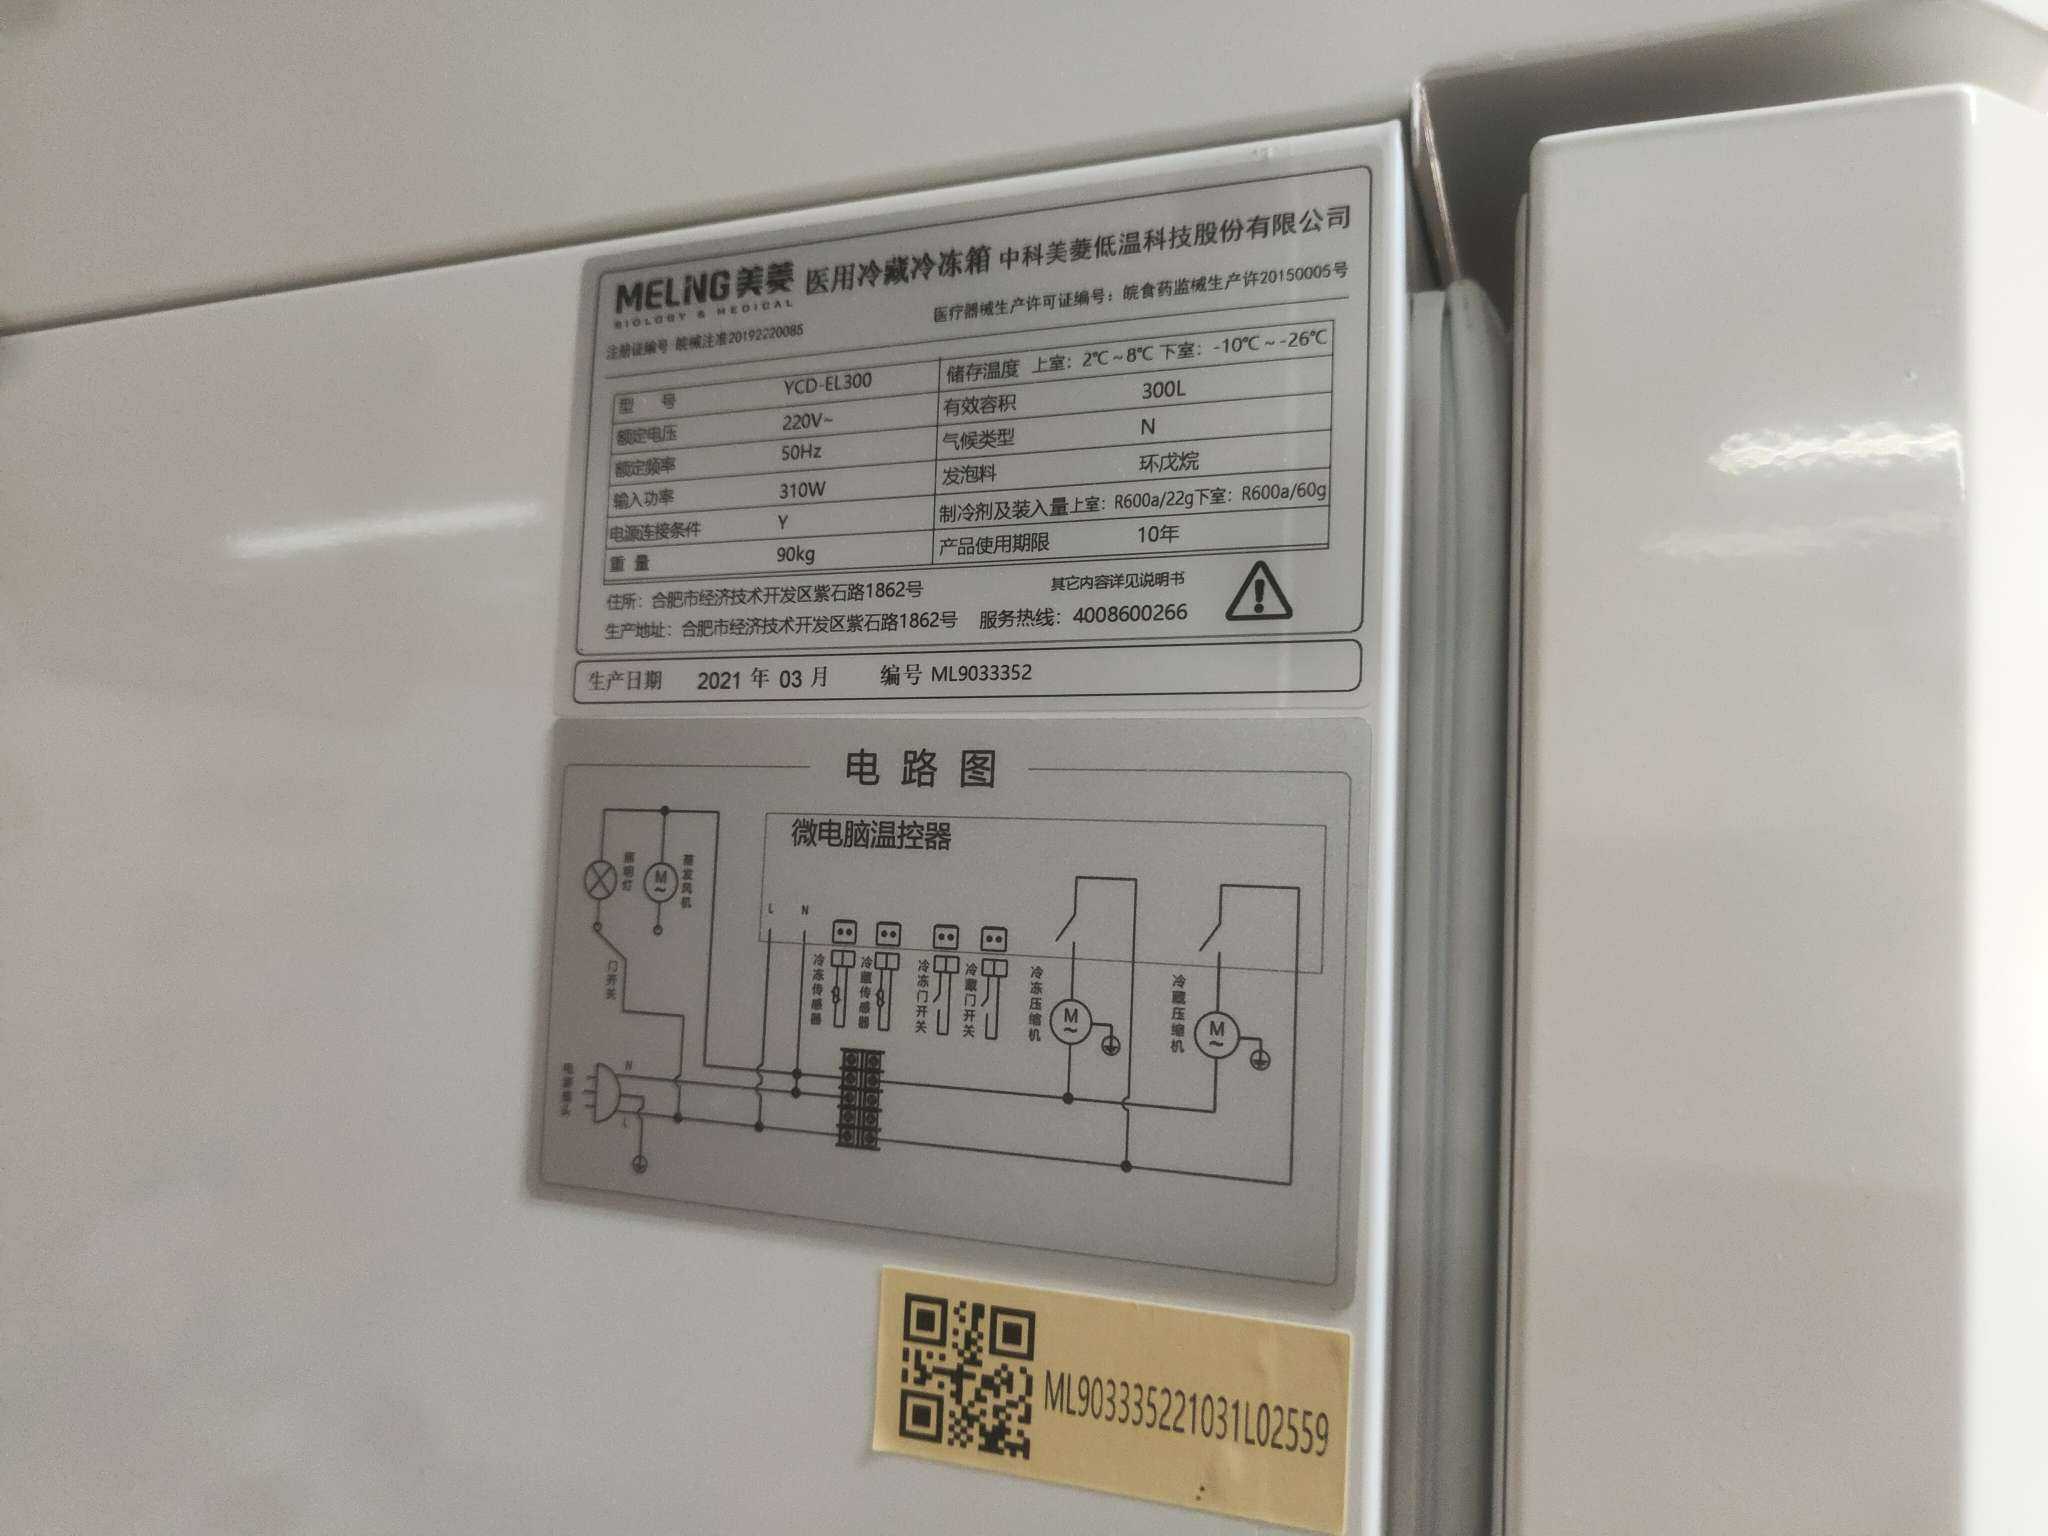 MELING美菱 医用冷藏冷冻箱 中科美菱低温科技股份有限公司
BIOLOGY & MEDICAL
注册证编号 皖械注准20192220085 医疗器械生产许可证编号：皖食药监械生产许20150005号
型 号 YCD-EL300
额定电压 220V~
额定频率 50Hz
输入功率 310W
电源连接条件 Y
重 量 90kg
储存温度 上室：2℃～8℃ 下室：-10℃～-26℃
有效容积 300L
气候类型 N
发泡料 环戊烷
制冷剂及装入量 上室：R600a/22g 下室：R600a/60g
产品使用期限 10年
住所：合肥市经济技术开发区紫石路1862号 其它内容详见说明书
生产地址：合肥市经济技术开发区紫石路1862号 服务热线：4008600266
生产日期 2021 年 03 月 编号 ML9033352
电路图
微电脑温控器
照明灯
M
~
蒸发风机
门开关
L
N
冷冻传感器
冷藏传感器
冷冻门开关
冷藏门开关
冷冻压缩机
M
~
冷藏压缩机
M
~
电源插头
N
L
ML903335221031L02559